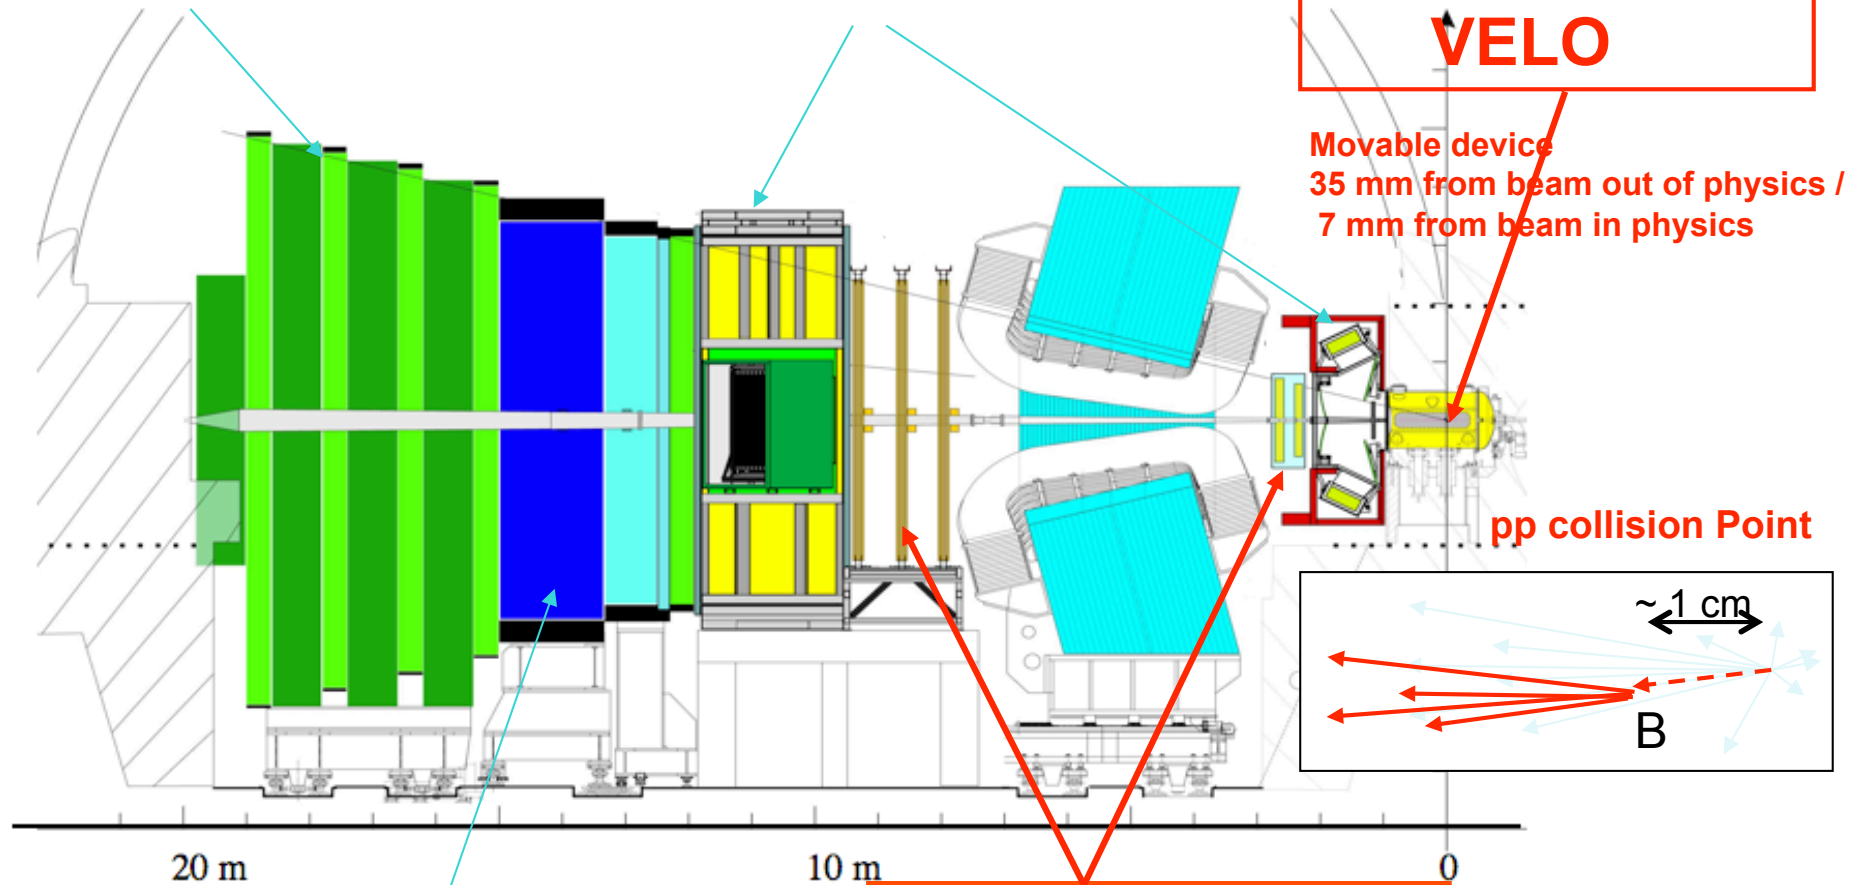 VELO
Movable device
35 mm from beam out of physics /
7 mm from beam in physics
pp collision Point
~ 1 cm
B
20 m
10 m
0